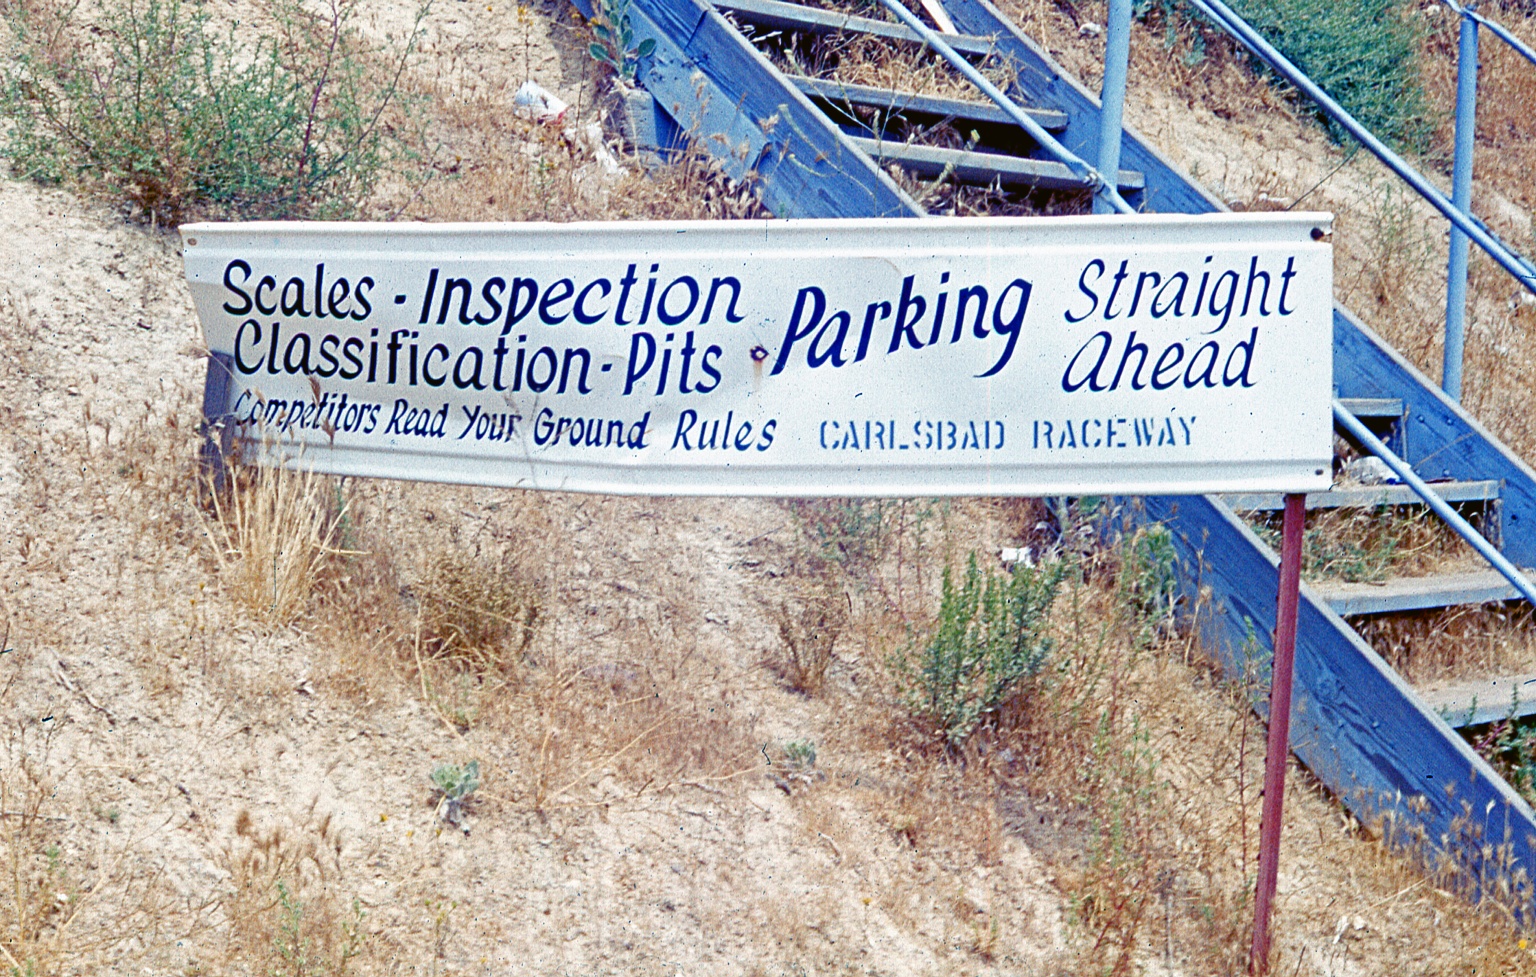 Scales - Inspection
Classification - Pits
Parking
Straight
Ahead
Competitors Read Your Ground Rules
CARLSBAD RACEWAY